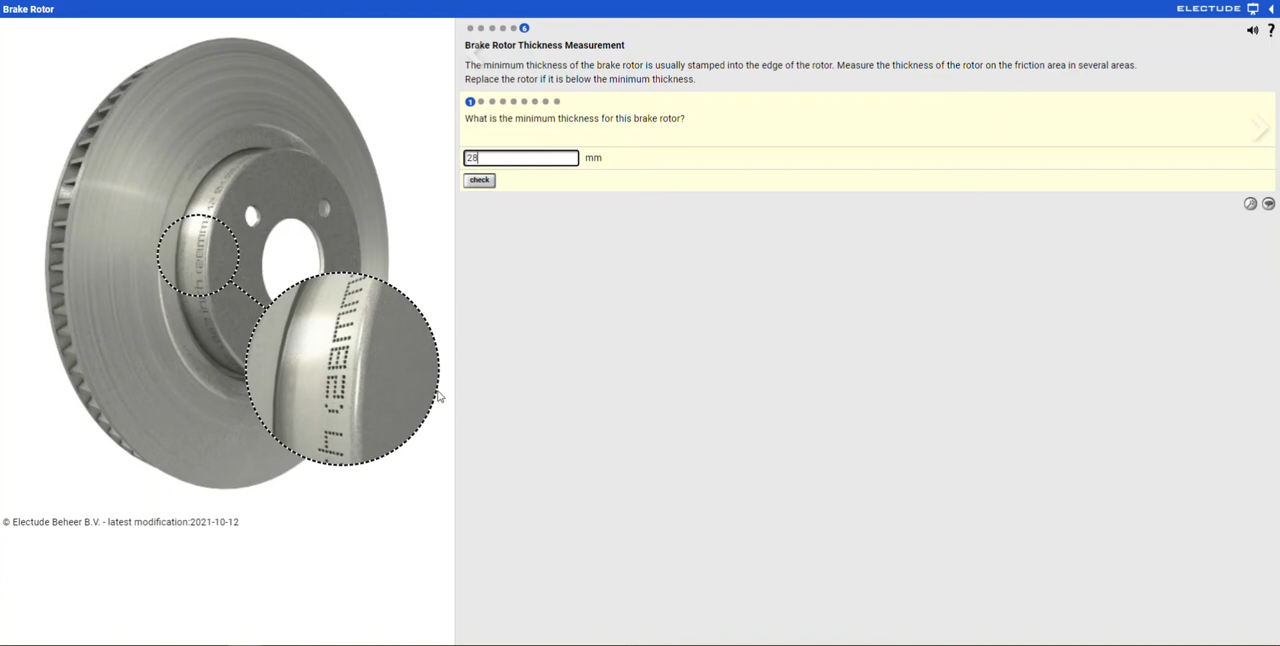 Brake Rotor
ELECTUDE
6
?
Brake Rotor Thickness Measurement
The minimum thickness of the brake rotor is usually stamped into the edge of the rotor. Measure the thickness of the rotor on the friction area in several areas.
Replace the rotor if it is below the minimum thickness.
1
What is the minimum thickness for this brake rotor?
28
mm
check
© Electude Beheer B.V. - latest modification:2021-10-12